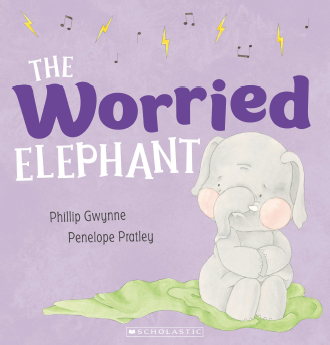 THE
Worried
ELEPHANT
Phillip Gwynne
Penelope Pratley
SCHOLASTIC